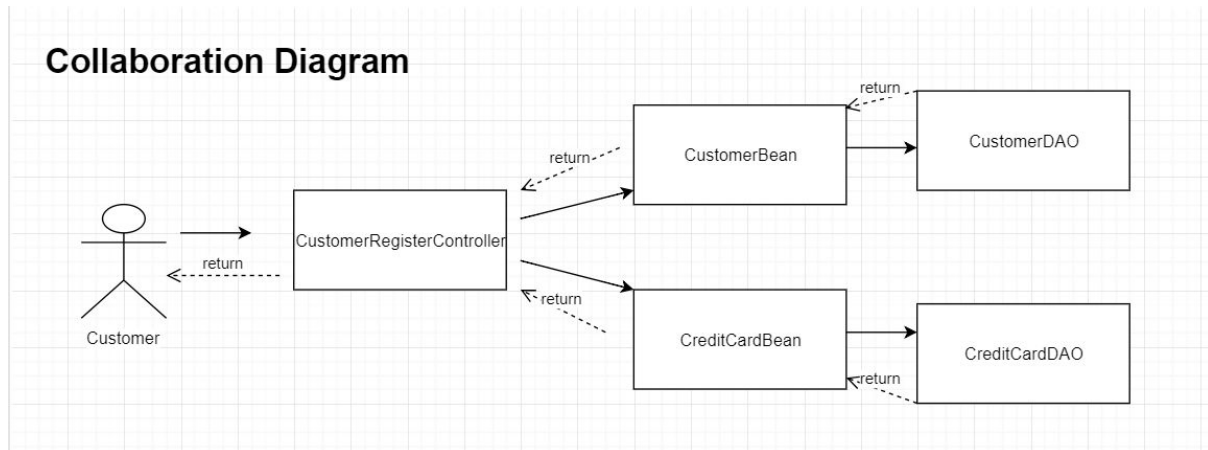 Collaboration Diagram
return
CustomerBean
CustomerDAO
return
CustomerRegisterController
return
Customer
return
CreditCardBean
CreditCardDAO
return